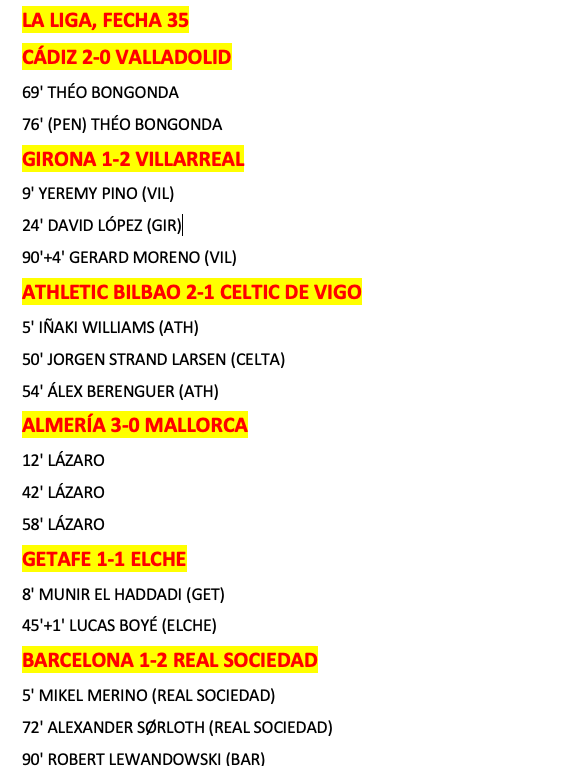 LA LIGA, FECHA 35
CÁDIZ 2-0 VALLADOLID
69' THÉO BONGONDA
76' (PEN) THÉO BONGONDA
GIRONA 1-2 VILLARREAL
9' YEREMY PINO (VIL)
24' DAVID LÓPEZ (GIR)
90'+4' GERARD MORENO (VIL)
ATHLETIC BILBAO 2-1 CELTIC DE VIGO
5' IÑAKI WILLIAMS (ATH)
50' JORGEN STRAND LARSEN (CELTA)
54' ÁLEX BERENGUER (ATH)
ALMERÍA 3-0 MALLORCA
12' LÁZARO
42' LÁZARO
58' LÁZARO
GETAFE 1-1 ELCHE
8' MUNIR EL HADDADI (GET)
45'+1' LUCAS BOYÉ (ELCHE)
BARCELONA 1-2 REAL SOCIEDAD
5' MIKEL MERINO (REAL SOCIEDAD)
72' ALEXANDER SØRLOTH (REAL SOCIEDAD)
90' ROBERT LEWANDOWSKI (BAR)